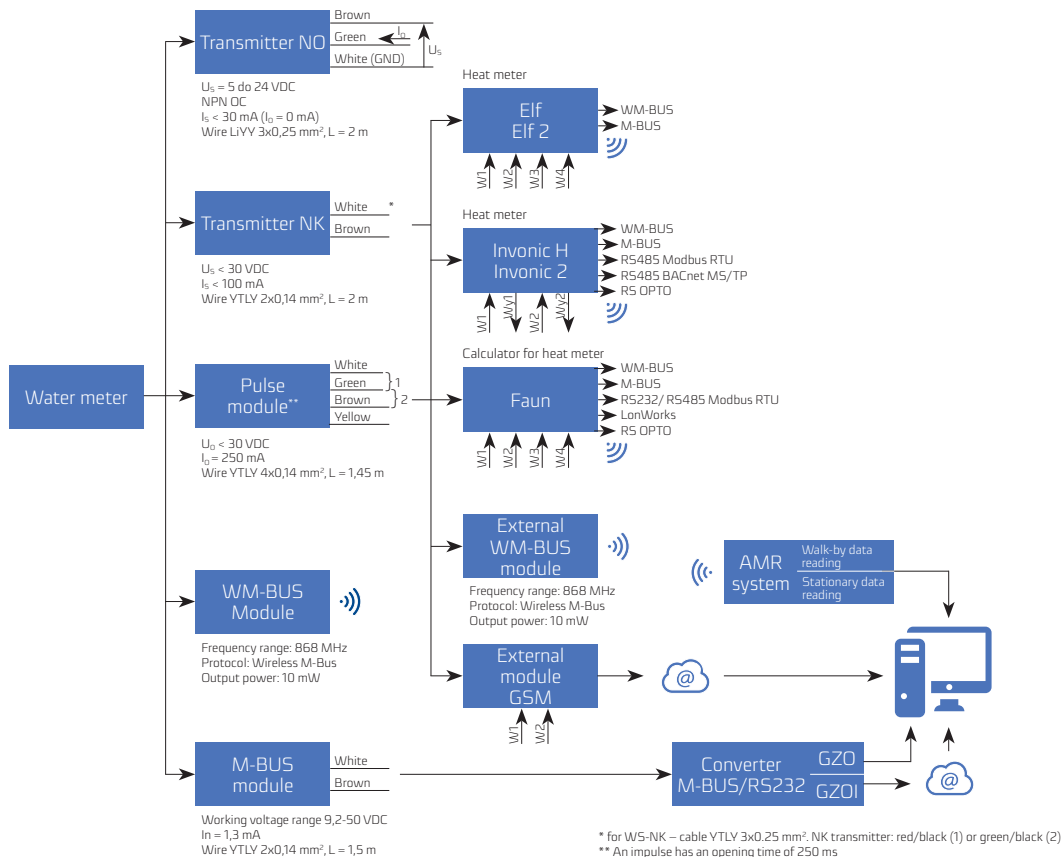 Water meter
Transmitter NO
Brown
Green
White (GND)
I₀
Uₛ
Uₛ = 5 do 24 VDC
NPN OC
Iₛ < 30 mA (I₀ = 0 mA)
Wire LiYY 3x0,25 mm², L = 2 m
Transmitter NK
White *
Brown
Uₛ < 30 VDC
Iₛ < 100 mA
Wire YTLY 2x0,14 mm², L = 2 m
Pulse
module**
White
Green
Brown
Yellow
1
2
U₀ < 30 VDC
I₀ = 250 mA
Wire YTLY 4x0,14 mm², L = 1,45 m
WM-BUS
Module
Frequency range: 868 MHz
Protocol: Wireless M-Bus
Output power: 10 mW
M-BUS
module
White
Brown
Working voltage range 9,2-50 VDC
In = 1,3 mA
Wire YTLY 2x0,14 mm², L = 1,5 m
Heat meter
Elf
Elf 2
WM-BUS
M-BUS
W1 W2 W3 W4
Heat meter
Invonic H
Invonic 2
WM-BUS
M-BUS
RS485 Modbus RTU
RS485 BACnet MS/TP
RS OPTO
W1 Wy1 W2 Wy2
Calculator for heat meter
Faun
WM-BUS
M-BUS
RS232/ RS485 Modbus RTU
LonWorks
RS OPTO
W1 W2 W3 W4
External
WM-BUS
module
Frequency range: 868 MHz
Protocol: Wireless M-Bus
Output power: 10 mW
External
module
GSM
W1 W2
@
AMR
system
Walk-by data
reading
Stationary data
reading
Converter
M-BUS/RS232
GZO
GZOI
@
* for WS-NK – cable YTLY 3x0.25 mm². NK transmitter: red/black (1) or green/black (2)
** An impulse has an opening time of 250 ms